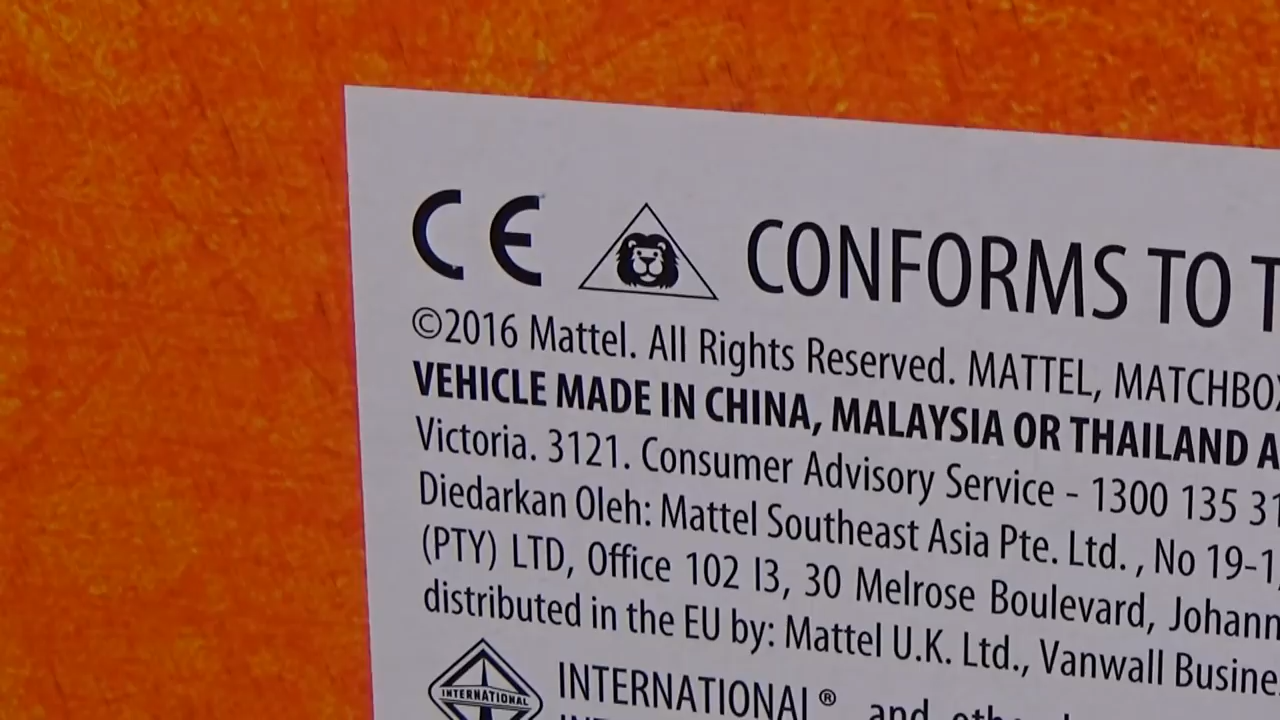 CE CONFORMS TO T
©2016 Mattel. All Rights Reserved. MATTEL, MATCHBOX
VEHICLE MADE IN CHINA, MALAYSIA OR THAILAND A
Victoria. 3121. Consumer Advisory Service - 1300 135 31
Diedarkan Oleh: Mattel Southeast Asia Pte. Ltd. , No 19-1,
(PTY) LTD, Office 102 I3, 30 Melrose Boulevard, Johann
distributed in the EU by: Mattel U.K. Ltd., Vanwall Busine
INTERNATIONAL
INTERNATIONAL® and